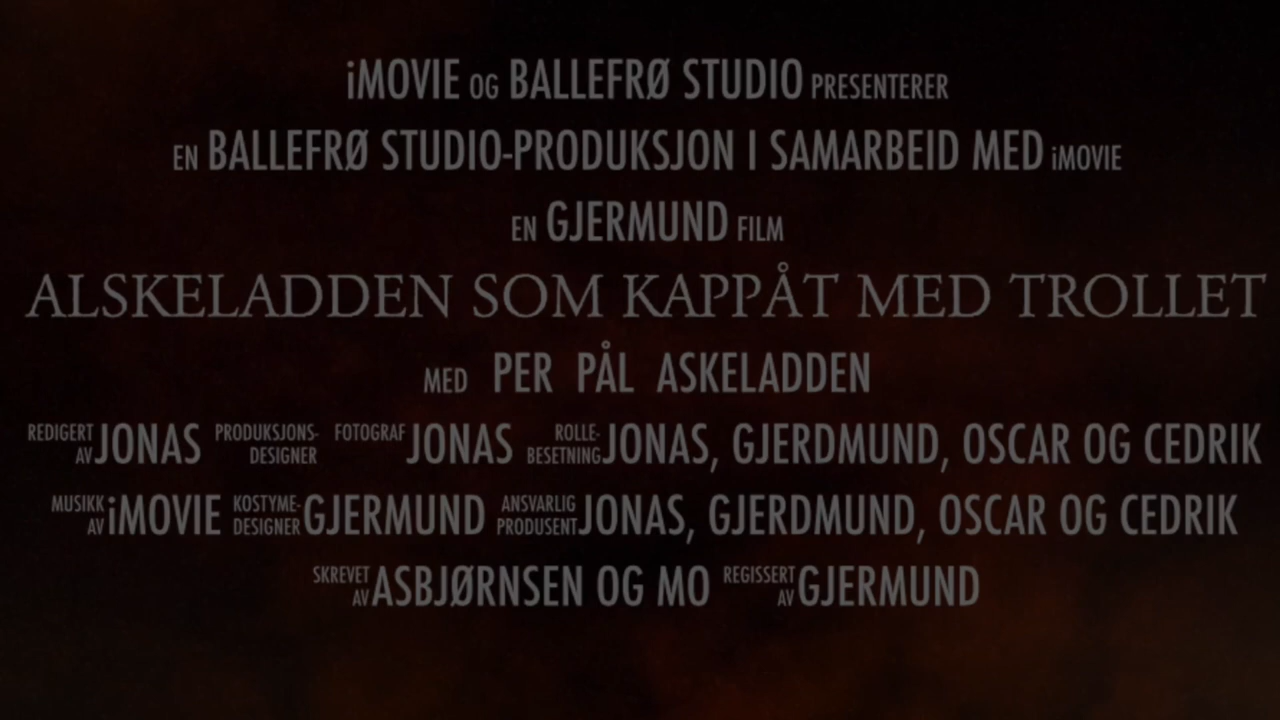 iMOVIE OG BALLEFRØ STUDIO PRESENTERER
EN BALLEFRØ STUDIO-PRODUKSJON I SAMARBEID MED iMOVIE
EN GJERMUND FILM
ALSKELADDEN SOM KAPPÅT MED TROLLET
MED PER PÅL ASKELADDEN
REDIGERT AV JONAS PRODUKSJONS-DESIGNER FOTOGRAF JONAS ROLLE-BESETNING JONAS, GJERDMUND, OSCAR OG CEDRIK
MUSIKK AV iMOVIE KOSTYME-DESIGNER GJERMUND ANSVARLIG PRODUSENT JONAS, GJERDMUND, OSCAR OG CEDRIK
SKREVET AV ASBJØRNSEN OG MO REGISSERT AV GJERMUND